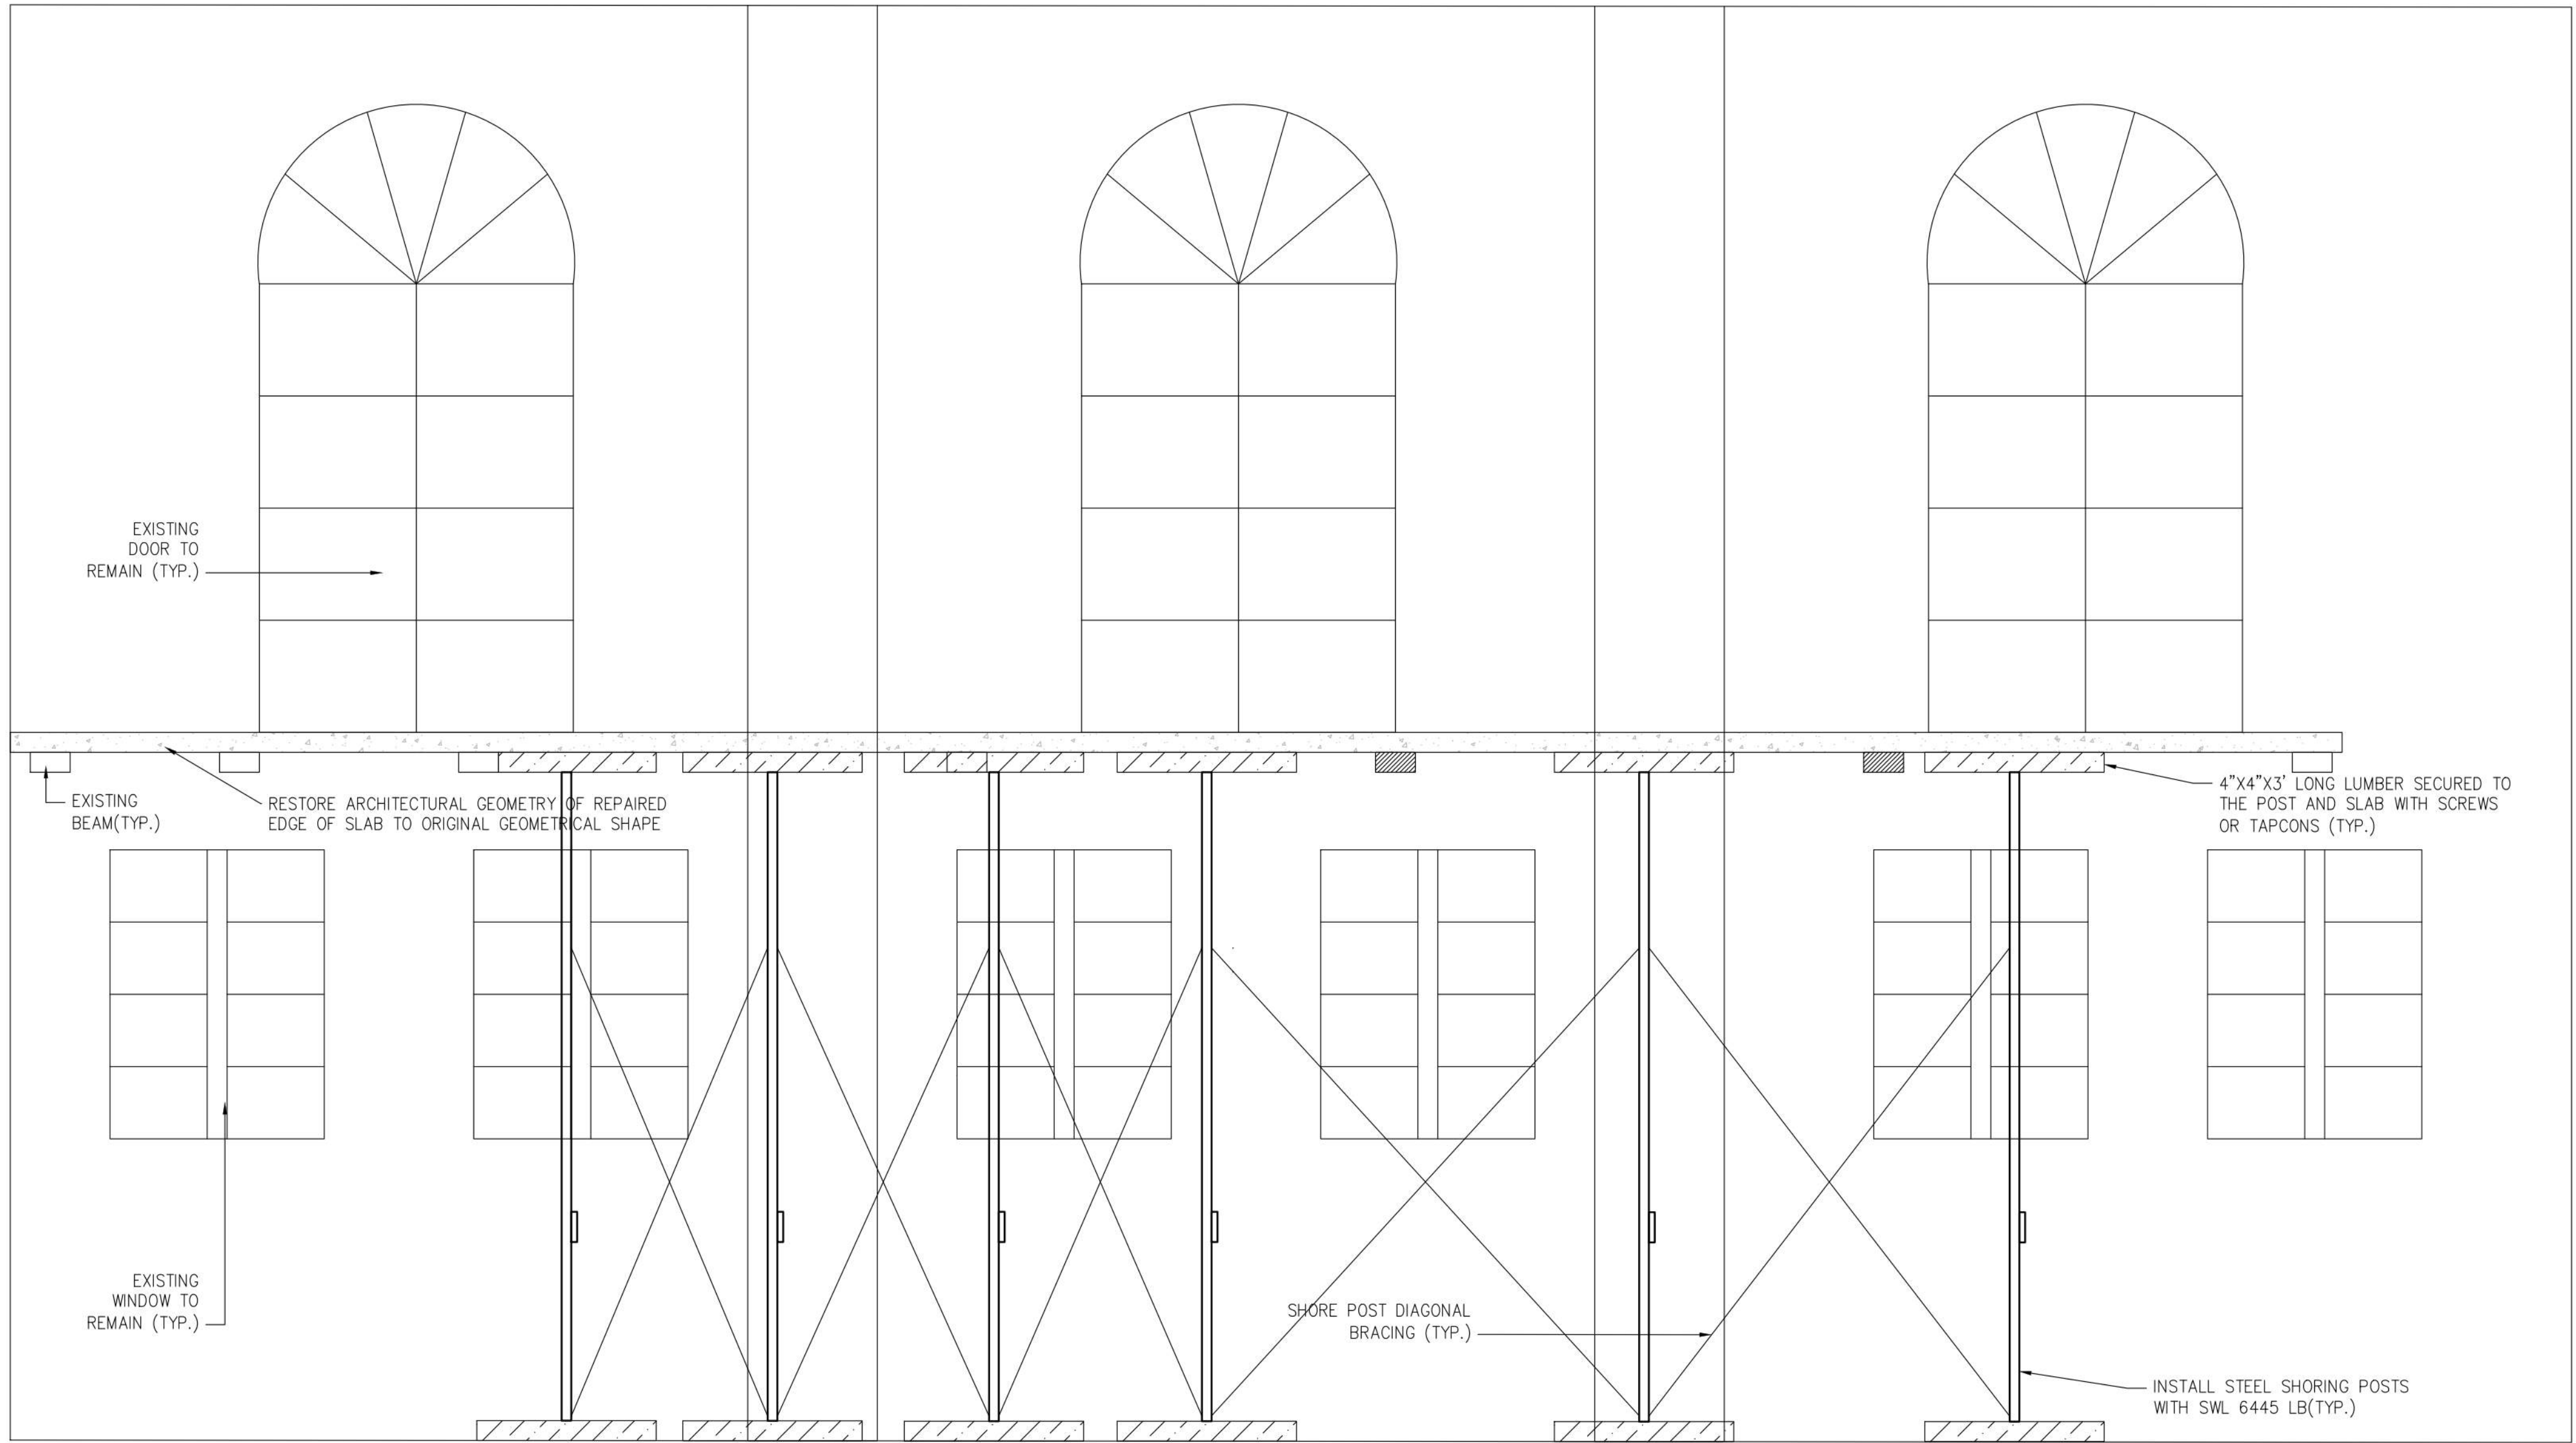 EXISTING
DOOR TO
REMAIN (TYP.)
EXISTING
BEAM(TYP.)
RESTORE ARCHITECTURAL GEOMETRY OF REPAIRED
EDGE OF SLAB TO ORIGINAL GEOMETRICAL SHAPE
4"X4"X3' LONG LUMBER SECURED TO
THE POST AND SLAB WITH SCREWS
OR TAPCONS (TYP.)
EXISTING
WINDOW TO
REMAIN (TYP.)
SHORE POST DIAGONAL
BRACING (TYP.)
INSTALL STEEL SHORING POSTS
WITH SWL 6445 LB(TYP.)